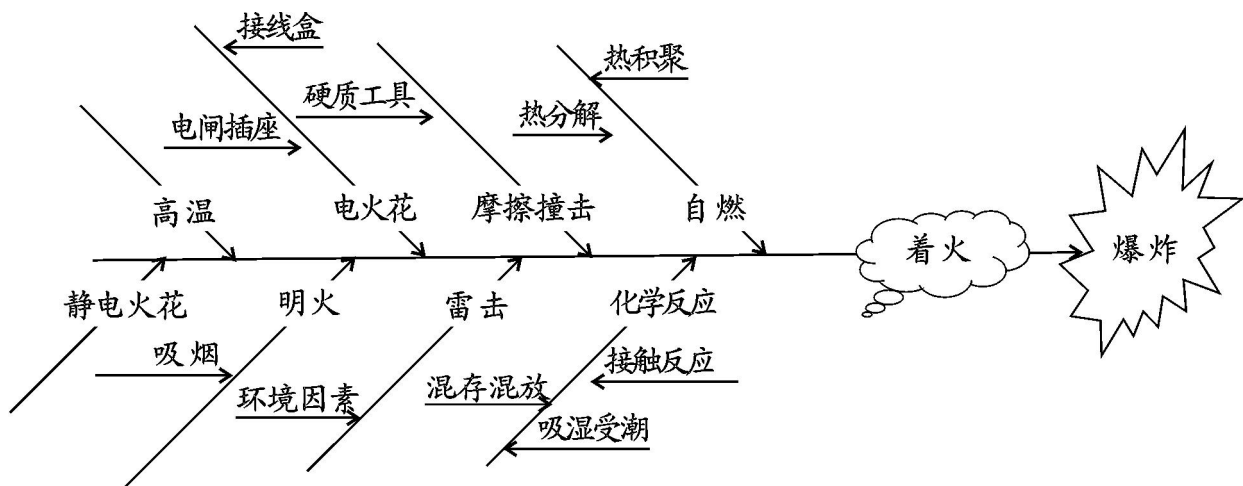 接线盒
热积聚
硬质工具
热分解
电闸插座
高温
电火花
摩擦撞击
自燃
着火
爆炸
静电火花
明火
雷击
化学反应
吸烟
接触反应
环境因素
混存混放
吸湿受潮